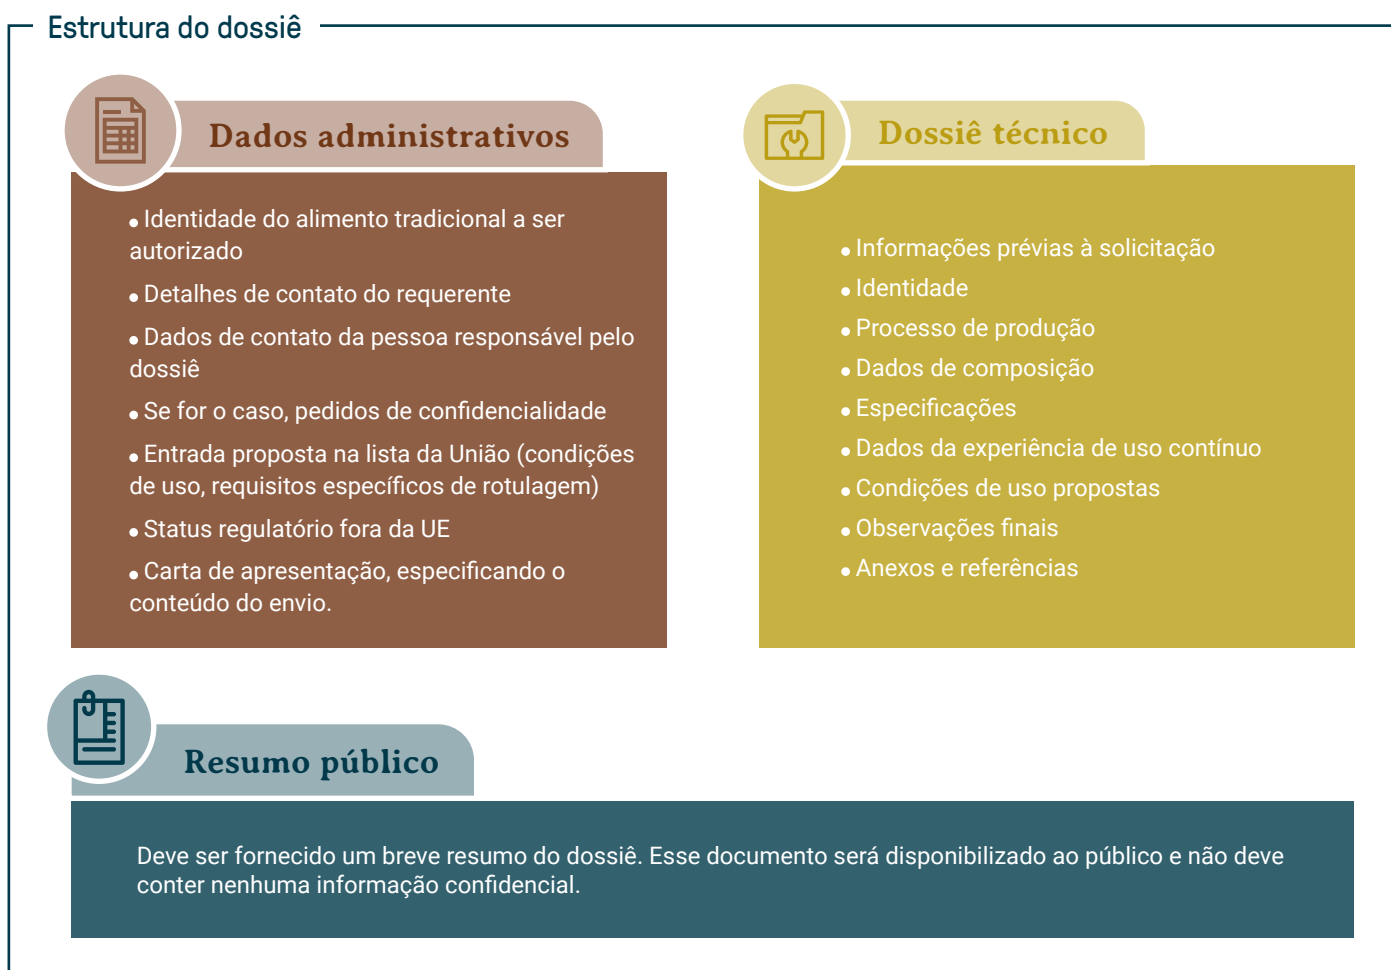 Estrutura do dossiê
Dados administrativos
• Identidade do alimento tradicional a ser
autorizado
• Detalhes de contato do requerente
• Dados de contato da pessoa responsável pelo
dossiê
• Se for o caso, pedidos de confidencialidade
• Entrada proposta na lista da União (condições
de uso, requisitos específicos de rotulagem)
• Status regulatório fora da UE
• Carta de apresentação, especificando o
conteúdo do envio.
Dossiê técnico
• Informações prévias à solicitação
• Identidade
• Processo de produção
• Dados de composição
• Especificações
• Dados da experiência de uso contínuo
• Condições de uso propostas
• Observações finais
• Anexos e referências
Resumo público
Deve ser fornecido um breve resumo do dossiê. Esse documento será disponibilizado ao público e não deve
conter nenhuma informação confidencial.